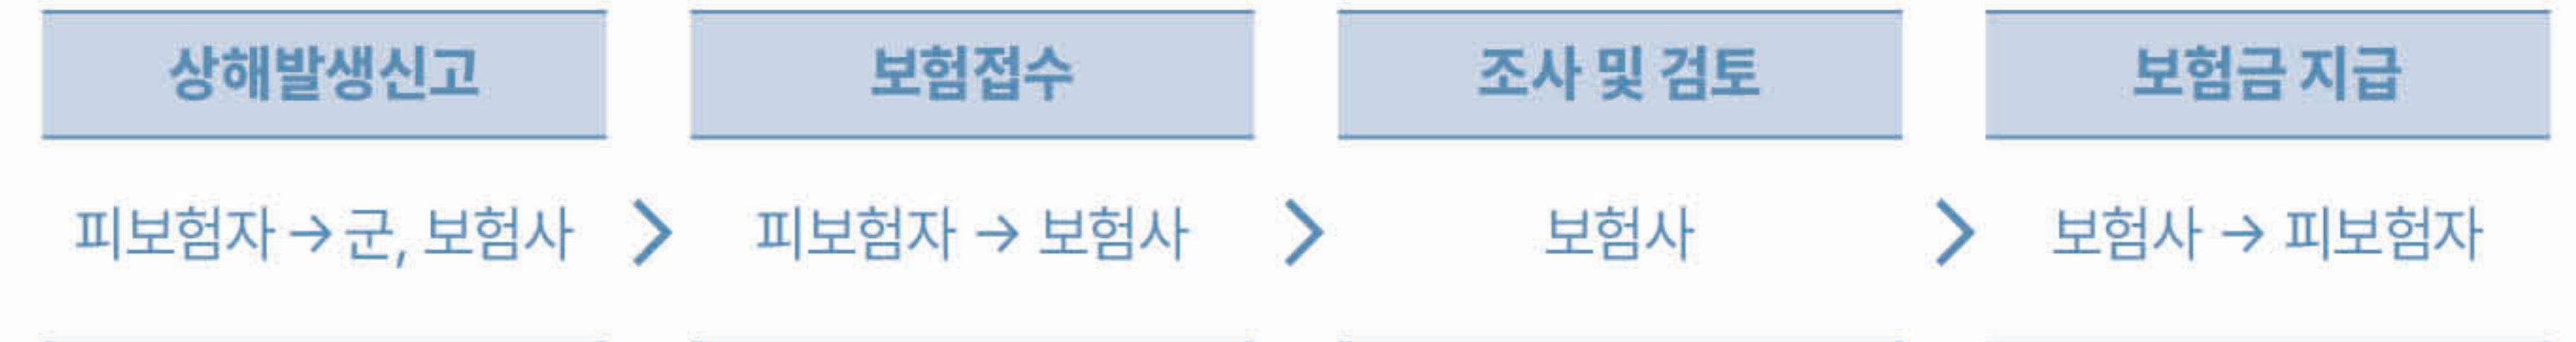 상해발생신고
피보험자→군, 보험사
보험접수
피보험자 → 보험사
조사 및 검토
보험사
보험금 지급
보험사 → 피보험자